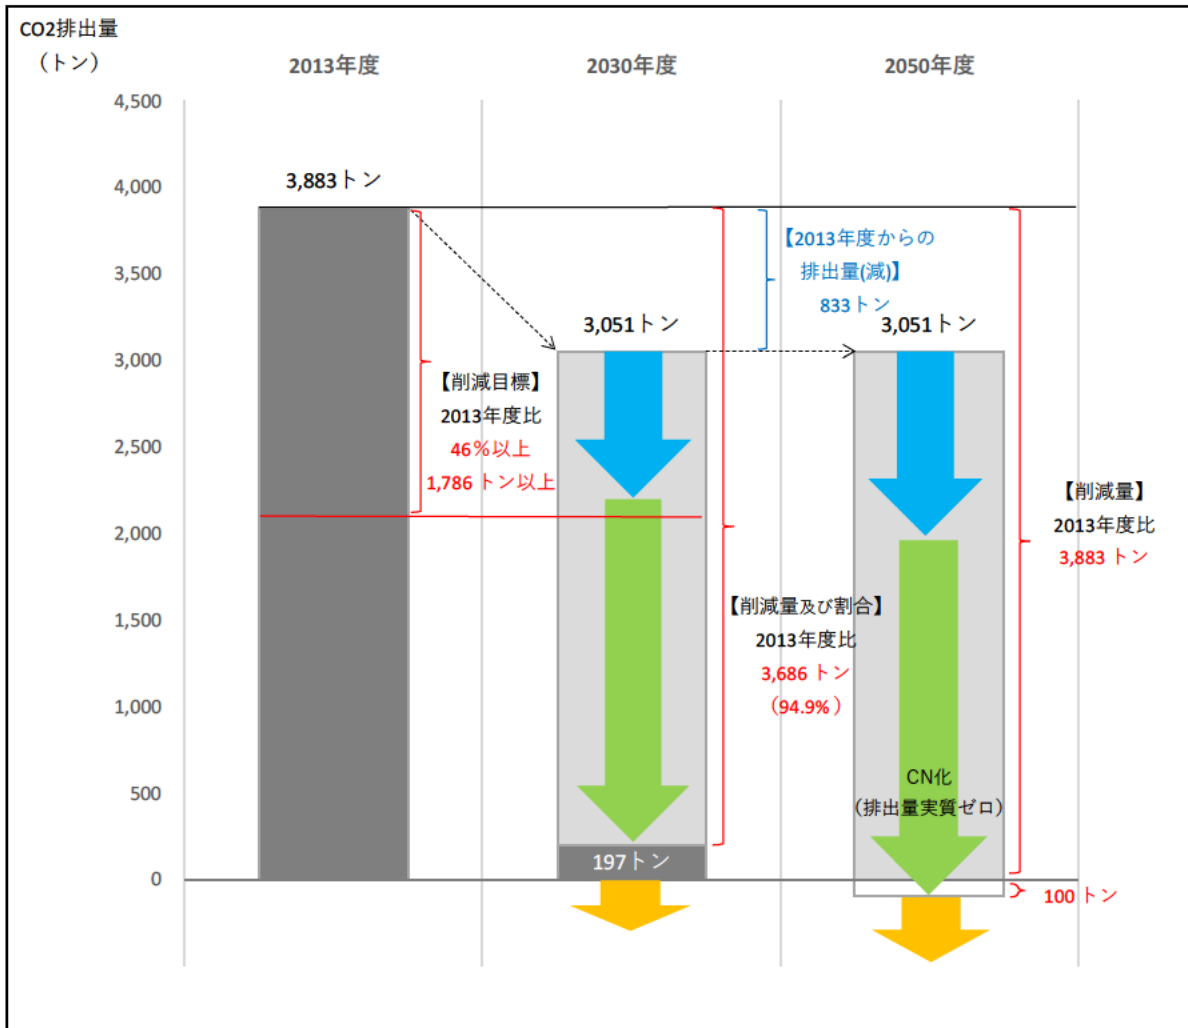 CO2排出量
（トン）
2013年度
2030年度
2050年度
4,500
4,000
3,500
3,000
2,500
2,000
1,500
1,000
500
0
3,883トン
【削減目標】
2013年度比
46％以上
1,786 トン以上
3,051トン
【2013年度からの
排出量(減)】
833トン
3,051トン
【削減量及び割合】
2013年度比
3,686 トン
（94.9%）
【削減量】
2013年度比
3,883 トン
CN化
(排出量実質ゼロ)
197トン
100 トン